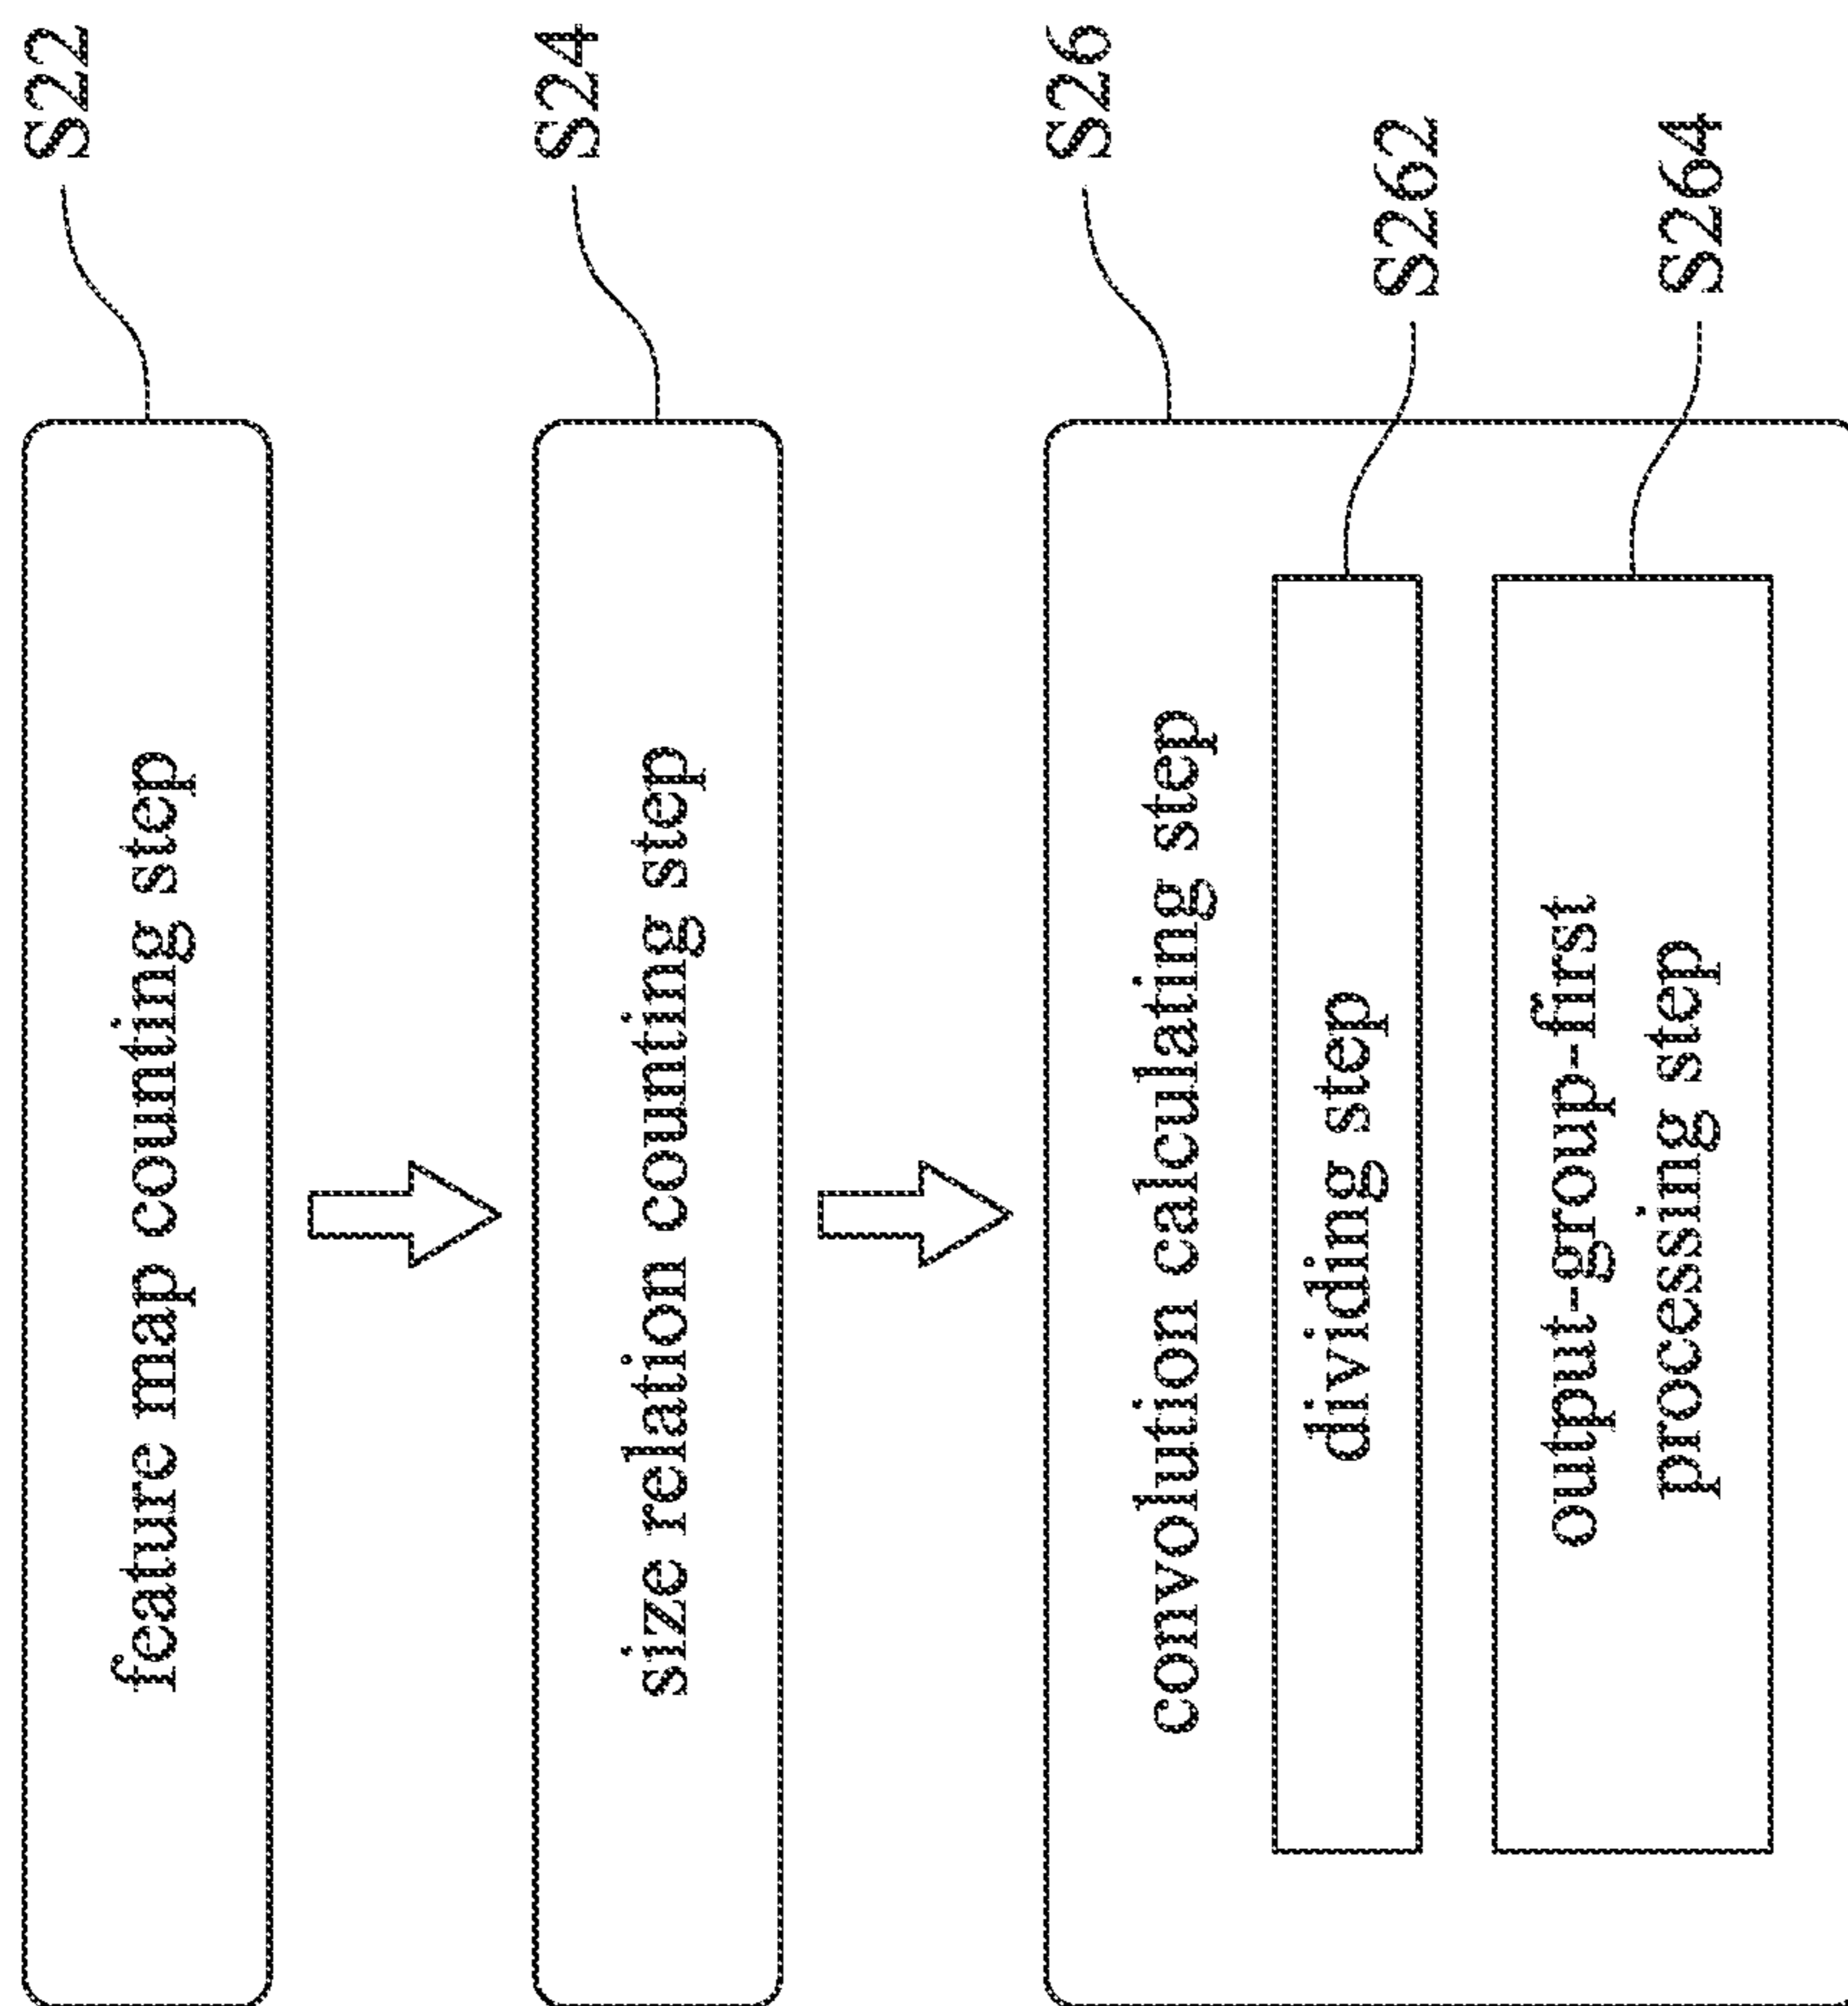 feature map counting step
S22
size relation counting step
S24
convolution calculating step
S26
dividing step
S262
output-group-first
processing step
S264